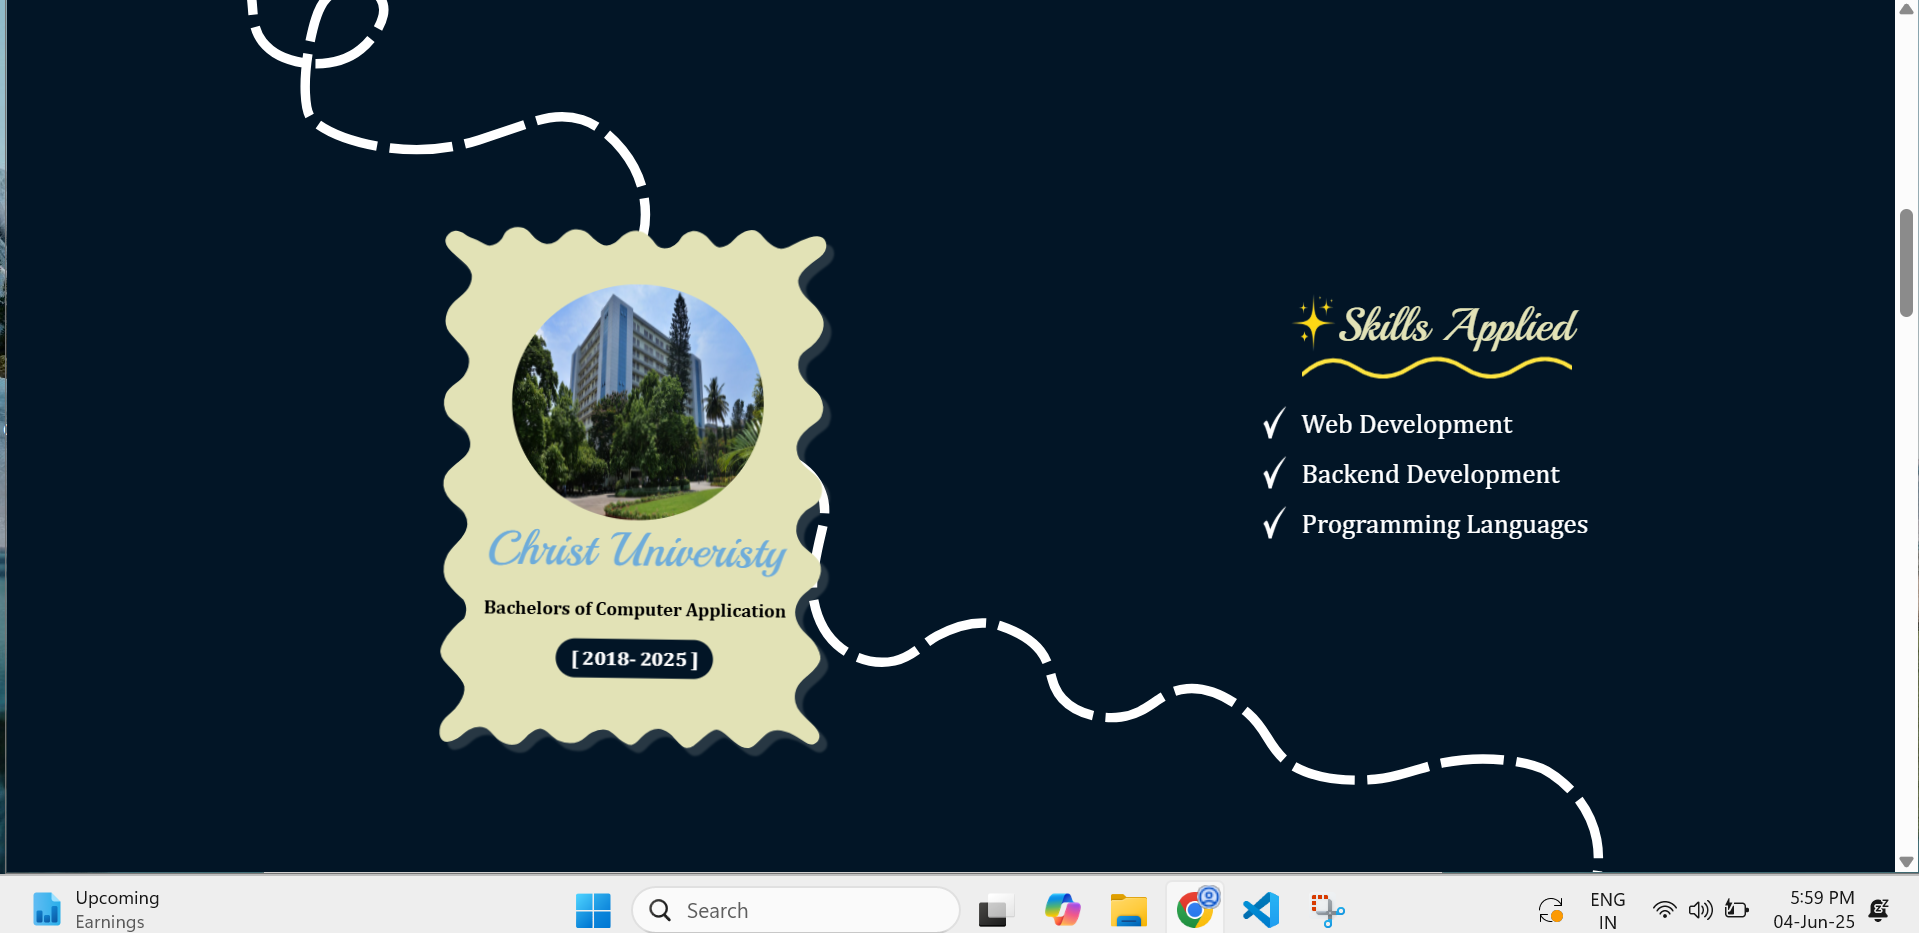 Skills Applied
Web Development
Backend Development
Programming Languages
Christ Univeristy
Bachelors of Computer Application
[ 2018- 2025 ]
Upcoming
Earnings
Search
ENG
IN
5:59 PM
04-Jun-25